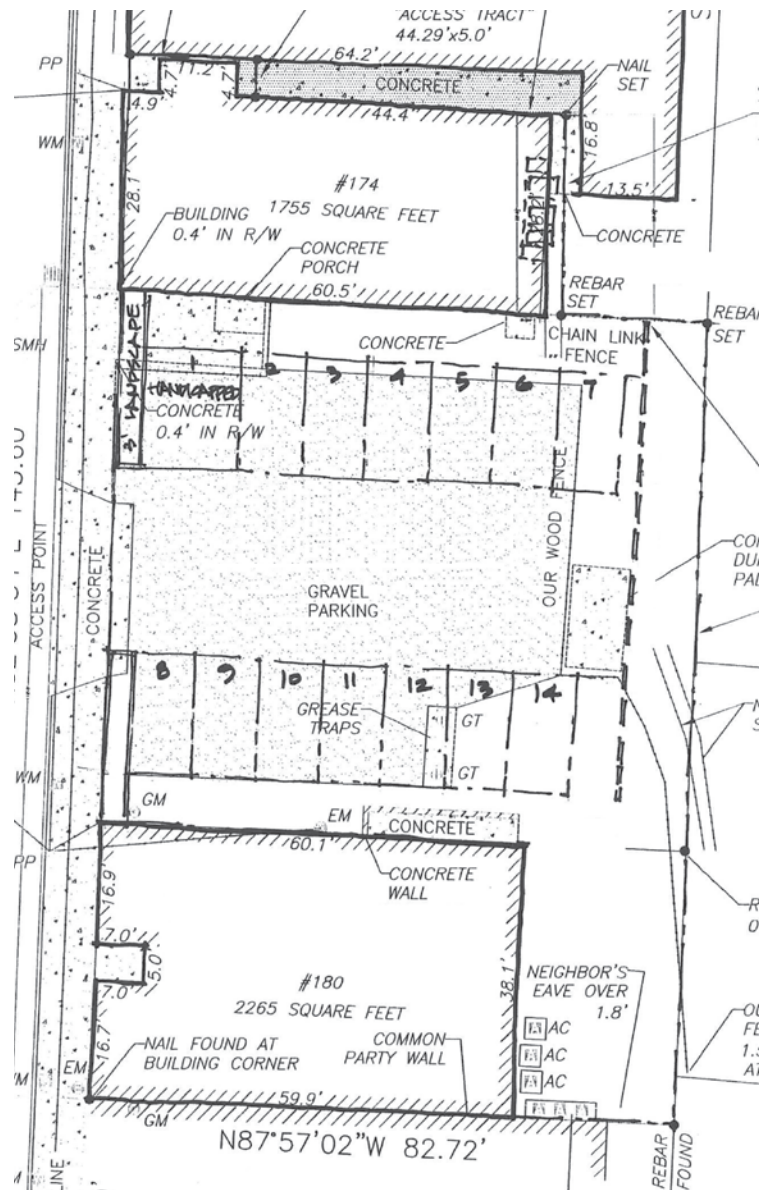 "ACCESS TRACT"
44.29'x5.0'
64.2'
PP
11.2'
4.7'
4.7'
4.9'
CONCRETE
NAIL
SET
44.4'
16.8'
13.5'
WM
28.1'
#174
1755 SQUARE FEET
BUILDING
0.4' IN R/W
CONCRETE
PORCH
60.5'
CONCRETE
REBAR
SET
REBAR
SET
CONCRETE
CHAIN LINK
FENCE
SMH
3' LANDSCAPE
1
2
3
4
5
6
7
HANDICAPPED
CONCRETE
0.4' IN R/W
OUR WOOD FENCE
ACCESS POINT
CONCRETE
GRAVEL
PARKING
8
9
10
11
12
13
14
GREASE
TRAPS
GT
GT
WM
GM
EM
CONCRETE
60.1'
PP
CONCRETE
WALL
16.9'
7.0'
5.0'
7.0'
16.7'
#180
2265 SQUARE FEET
38.1'
NEIGHBOR'S
EAVE OVER
1.8'
AC
AC
AC
NAIL FOUND AT
BUILDING CORNER
COMMON
PARTY WALL
EM
59.9'
GM
N87°57'02"W 82.72'
REBAR
FOUND
LINE